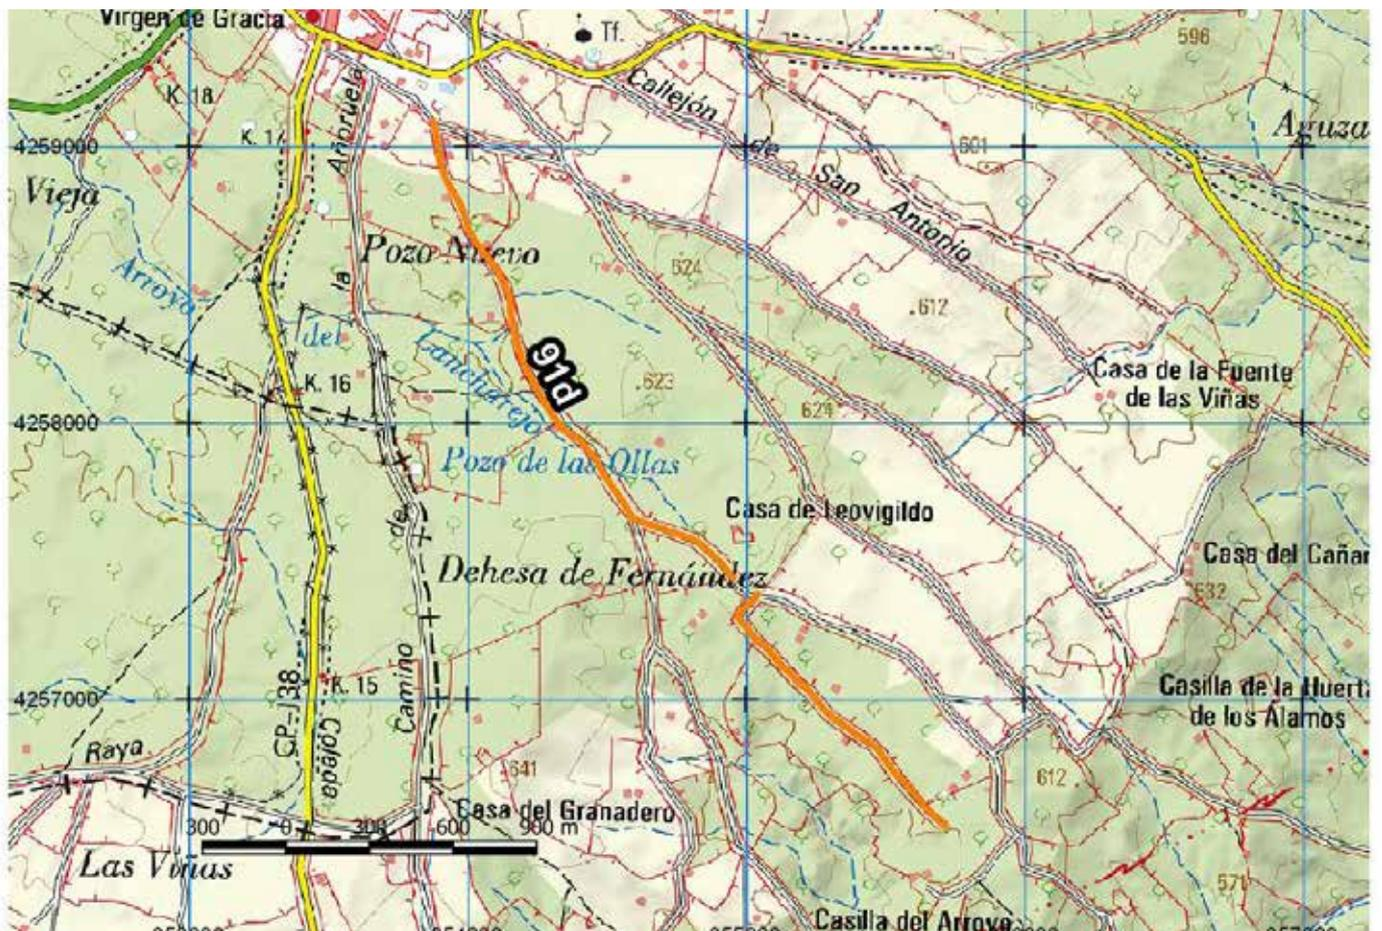 Virgen de Gracia
Tf.
596
K. 18
Callejón
Añoruela
K. 17
4259000
de
601
Aguza
Vieja
San
Antonio
Pozo Nuevo
la
624
Arroyo
.612
del
91d
Lancharejo
Casa de la Fuente
de las Viñas
K. 16
.623
624
4258000
Pozo de las Ollas
Casa de Leovigildo
de
Casa del Cañar
Dehesa de Fernández
632
4257000
CP-138
K. 15
Camino
Casilla de la Huerta
de los Álamos
Raya
Cañada
641
612
Casa del Granadero
300 0 300 600 900 m
Las Viñas
571
Casilla del Arroyo